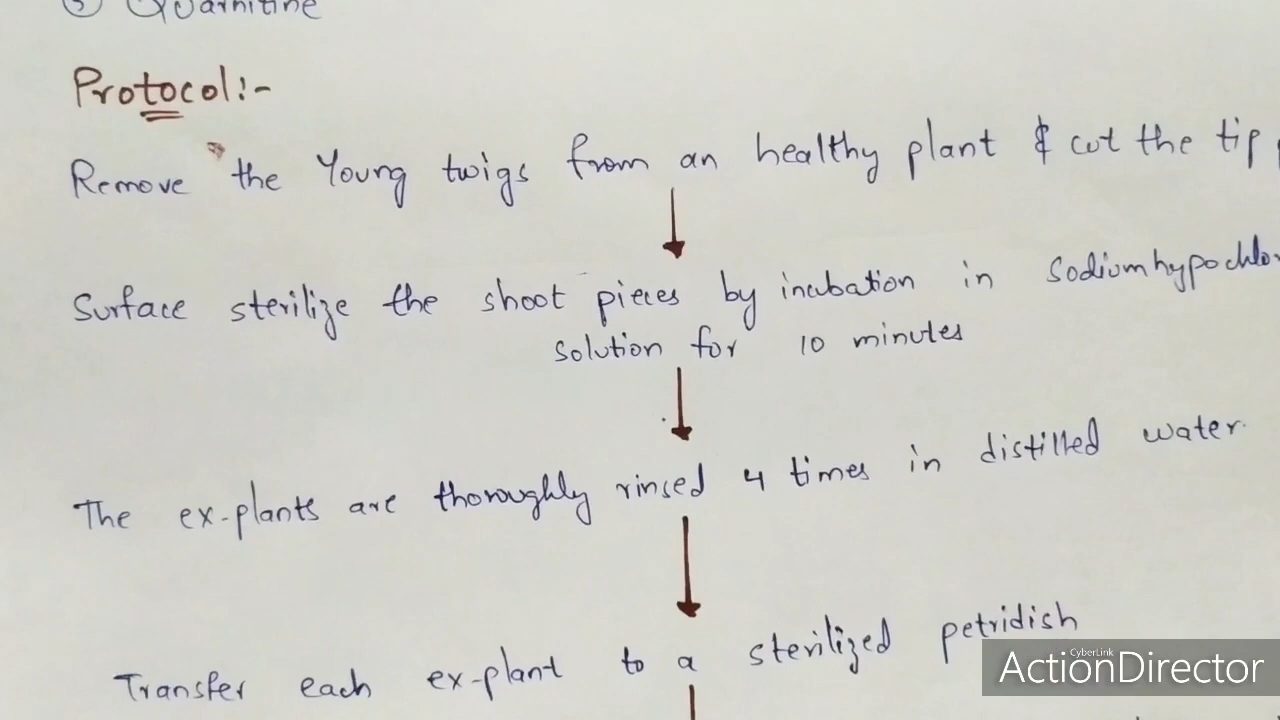 Protocol:-
Remove the Young twigs from an healthy plant & cut the tip
Surface sterilize the shoot pieces by incubation in Sodiumhypochlo
solution for 10 minutes
The ex-plants are thoroughly rinsed 4 times in distilled water.
Transfer each ex-plant to a sterilized petridish
CyberLink
ActionDirector